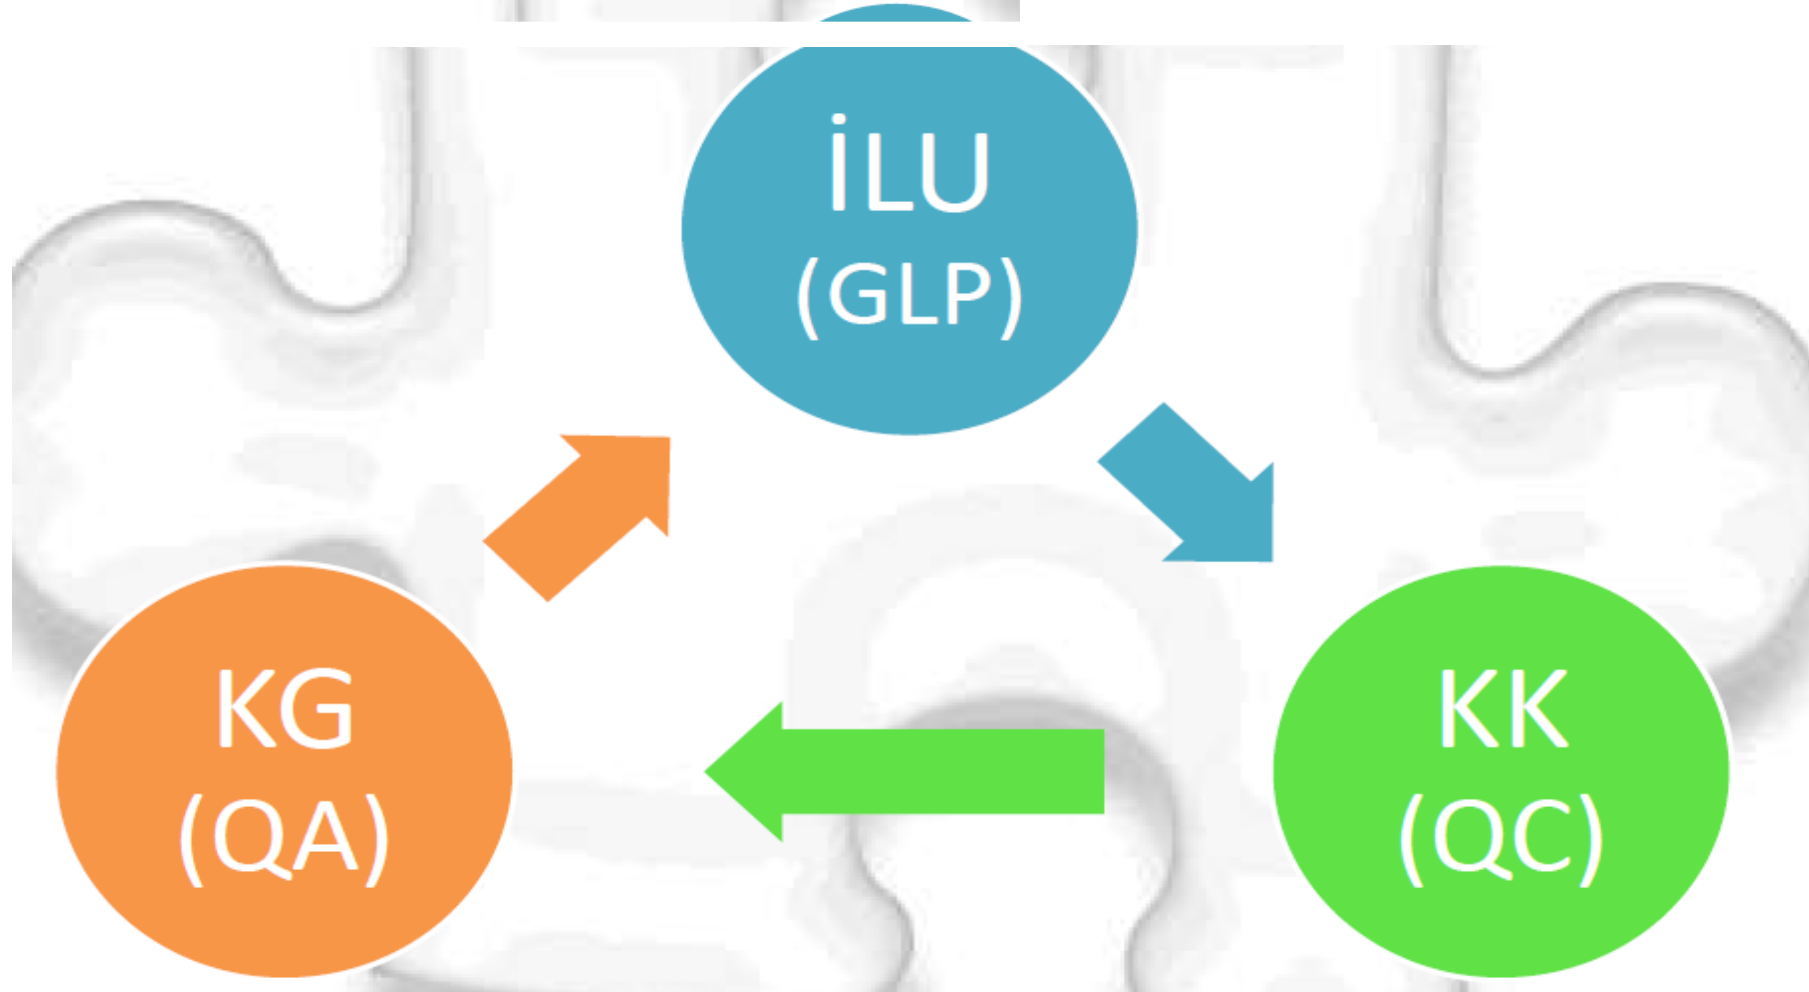 İLU
(GLP)
KG
(QA)
KK
(QC)